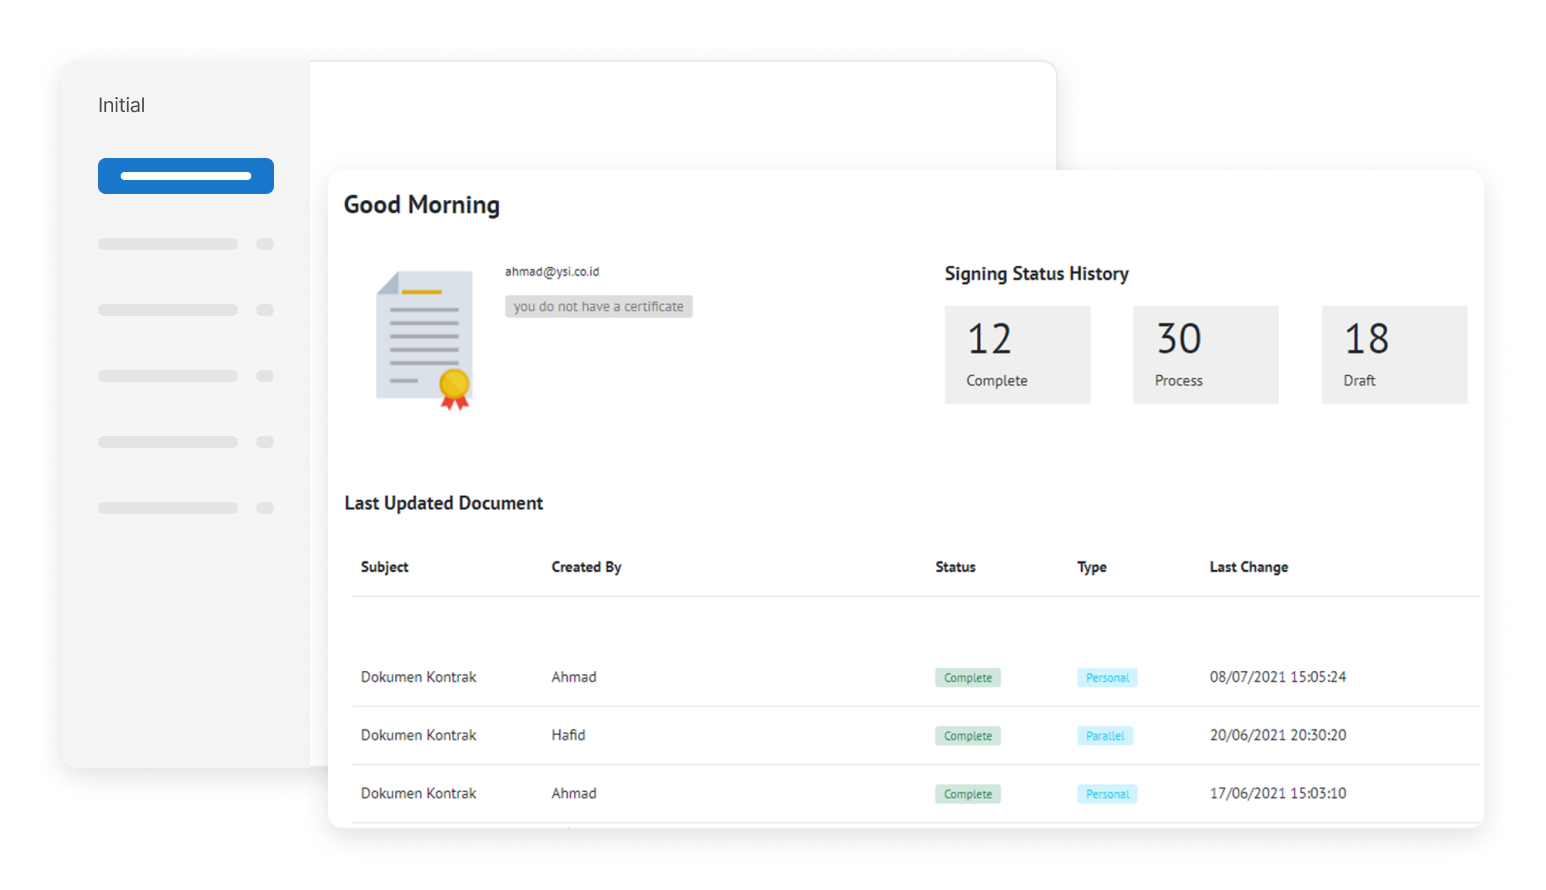 Initial
Good Morning
ahmad@ysi.co.id
you do not have a certificate
Signing Status History
12 30 18
Complete Process Draft
Last Updated Document
Subject Created By Status Type Last Change
Dokumen Kontrak Ahmad Complete Personal 08/07/2021 15:05:24
Dokumen Kontrak Hafid Complete Parallel 20/06/2021 20:30:20
Dokumen Kontrak Ahmad Complete Personal 17/06/2021 15:03:10